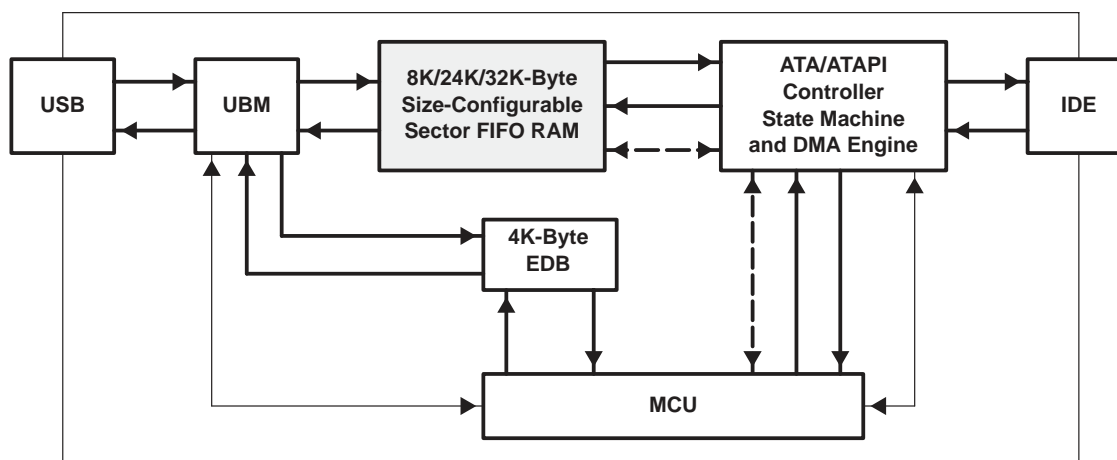 USB
UBM
8K/24K/32K-Byte
Size-Configurable
Sector FIFO RAM
ATA/ATAPI
Controller
State Machine
and DMA Engine
IDE
4K-Byte
EDB
MCU